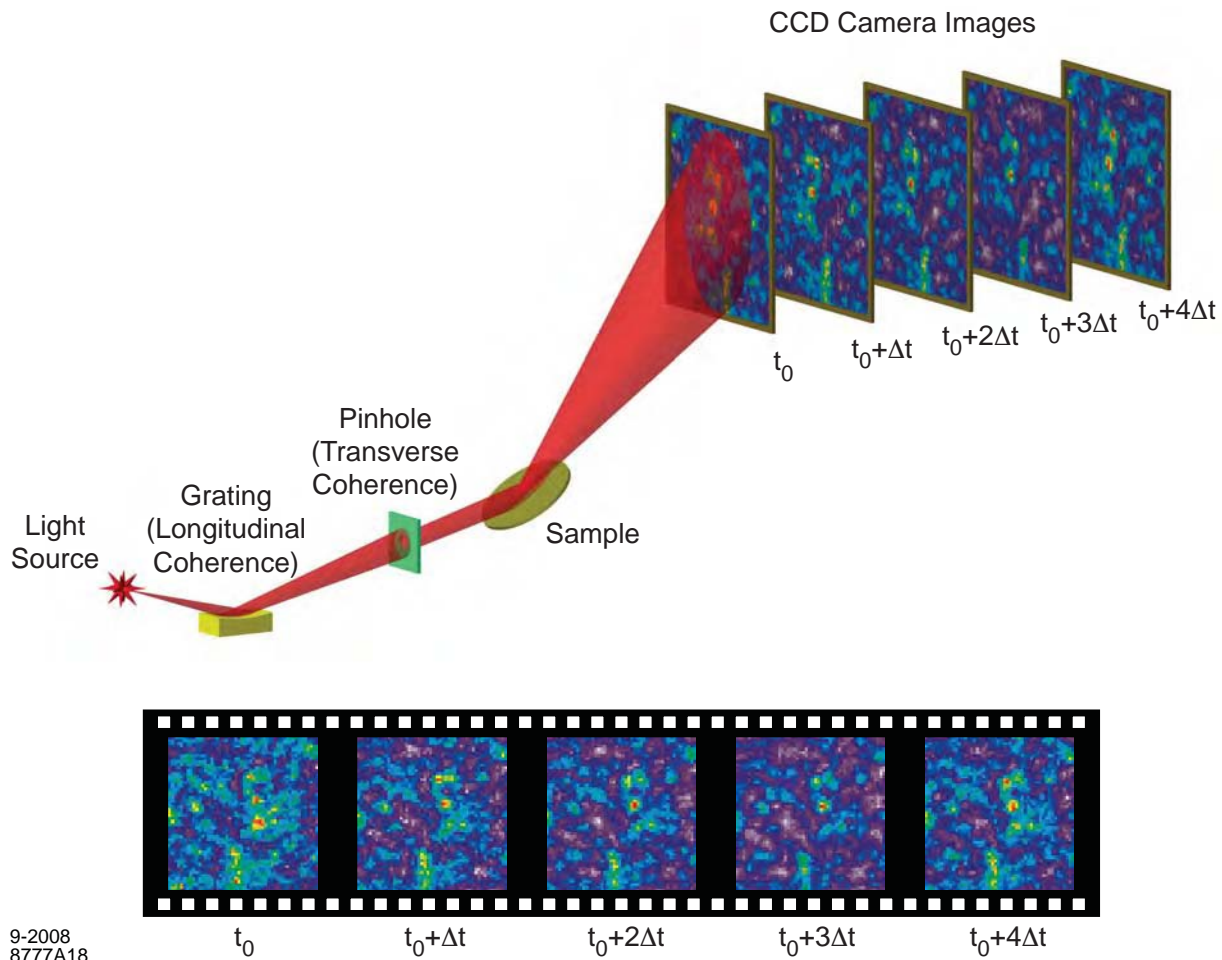 CCD Camera Images
t₀
t₀+Δt
t₀+2Δt
t₀+3Δt
t₀+4Δt
Pinhole
(Transverse
Coherence)
Grating
(Longitudinal
Coherence)
Light
Source
Sample
t₀
t₀+Δt
t₀+2Δt
t₀+3Δt
t₀+4Δt
9-2008
8777A18